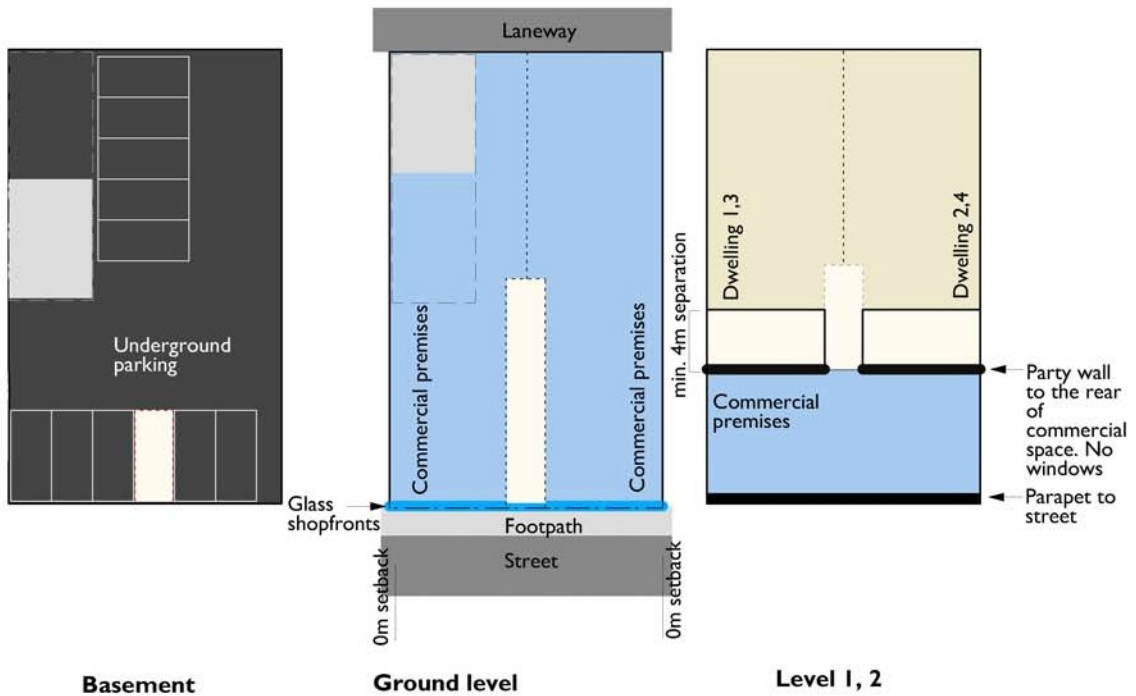 Laneway
Underground
parking
Commercial premises
Commercial premises
Glass
shopfronts
Footpath
Street
0m setback
0m setback
Dwelling 1,3
Dwelling 2,4
min. 4m separation
Commercial
premises
Party wall
to the rear
of
commercial
space. No
windows
Parapet to
street
Basement
Ground level
Level 1, 2